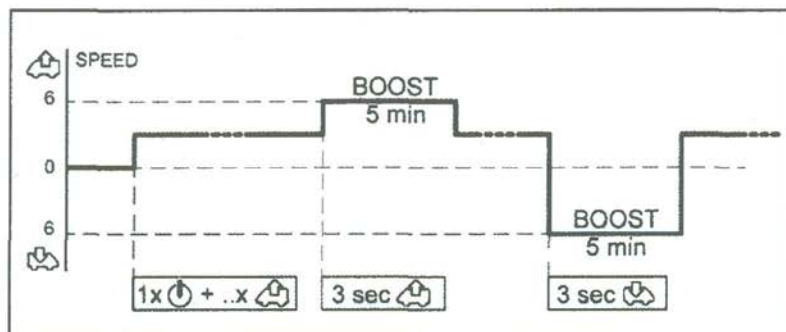 SPEED
6
BOOST
5 min
0
6
BOOST
5 min
1x + ..x
3 sec
3 sec